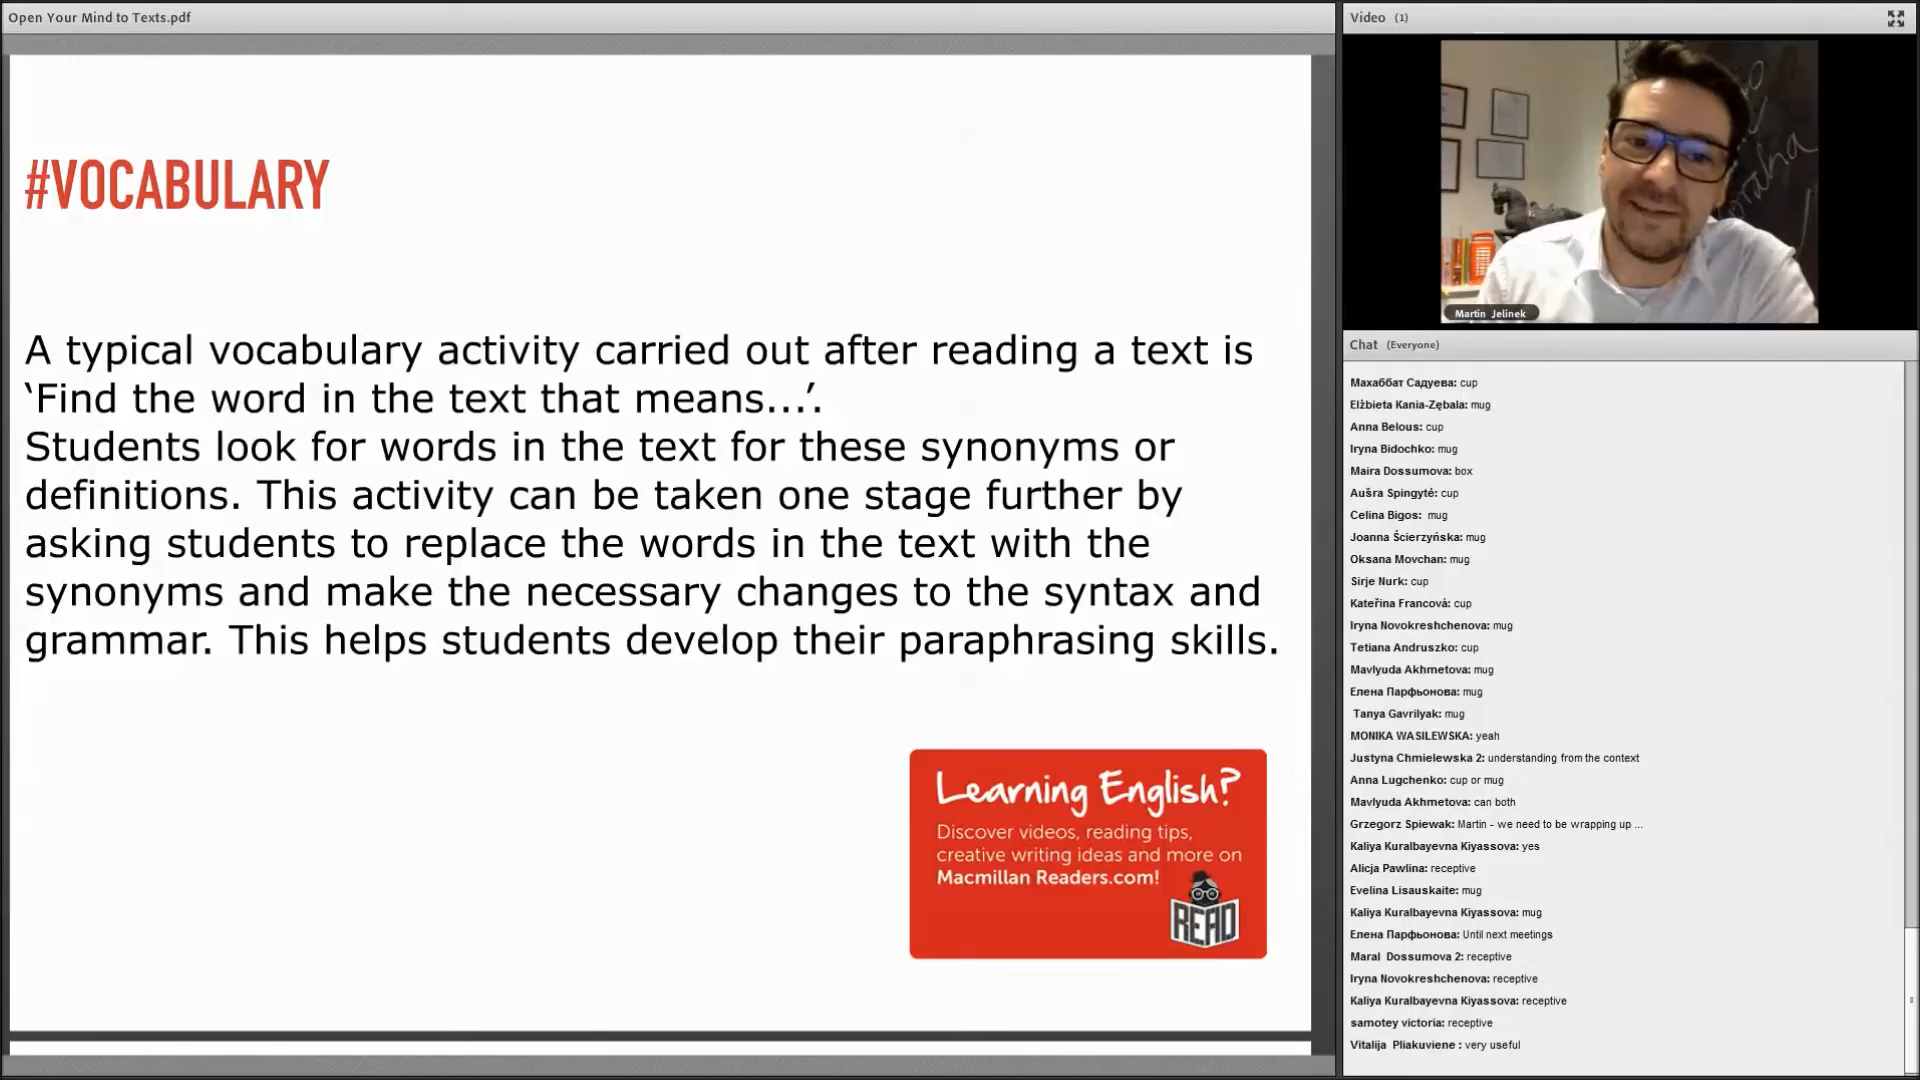 Open Your Mind to Texts.pdf
#VOCABULARY
A typical vocabulary activity carried out after reading a text is
‘Find the word in the text that means...’.
Students look for words in the text for these synonyms or
definitions. This activity can be taken one stage further by
asking students to replace the words in the text with the
synonyms and make the necessary changes to the syntax and
grammar. This helps students develop their paraphrasing skills.
Learning English?
Discover videos, reading tips,
creative writing ideas and more on
Macmillan Readers.com!
READ
Video (1)
Martin Jelinek
Chat (Everyone)
Махаббат Садуева: cup
Elżbieta Kania-Zębala: mug
Anna Belous: cup
Iryna Bidochko: mug
Maira Dossumova: box
Aušra Spingytė: cup
Celina Bigos: mug
Joanna Ścierzyńska: mug
Oksana Movchan: mug
Sirje Nurk: cup
Kateřina Francová: cup
Iryna Novokreshchenova: mug
Tetiana Andruszko: cup
Mavlyuda Akhmetova: mug
Елена Парфьонова: mug
Tanya Gavrilyak: mug
MONIKA WASILEWSKA: yeah
Justyna Chmielewska 2: understanding from the context
Anna Lugchenko: cup or mug
Mavlyuda Akhmetova: can both
Grzegorz Spiewak: Martin - we need to be wrapping up ...
Kaliya Kuralbayevna Kiyassova: yes
Alicja Pawlina: receptive
Evelina Lisauskaite: mug
Kaliya Kuralbayevna Kiyassova: mug
Елена Парфьонова: Until next meetings
Maral Dossumova 2: receptive
Iryna Novokreshchenova: receptive
Kaliya Kuralbayevna Kiyassova: receptive
samotey victoria: receptive
Vitalija Pliakuviene : very useful